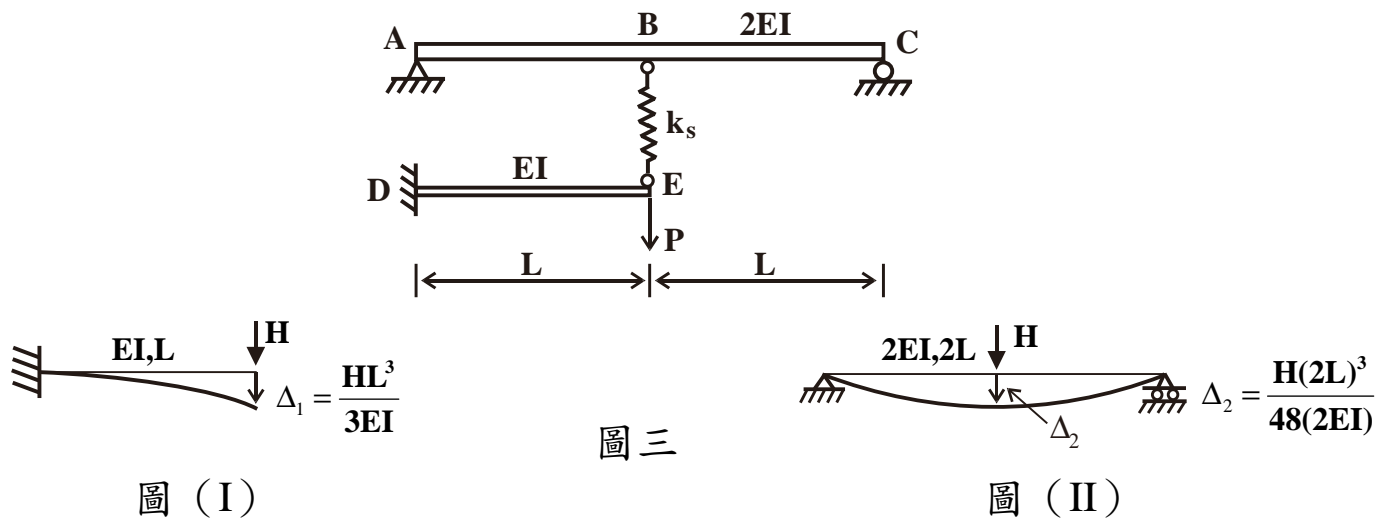 A B 2EI C
k_s
D EI E
P
L L
EI,L H Δ₁ = HL³/3EI
2EI,2L H Δ₂ Δ₂ = H(2L)³/48(2EI)
圖三
圖（I） 圖（II）